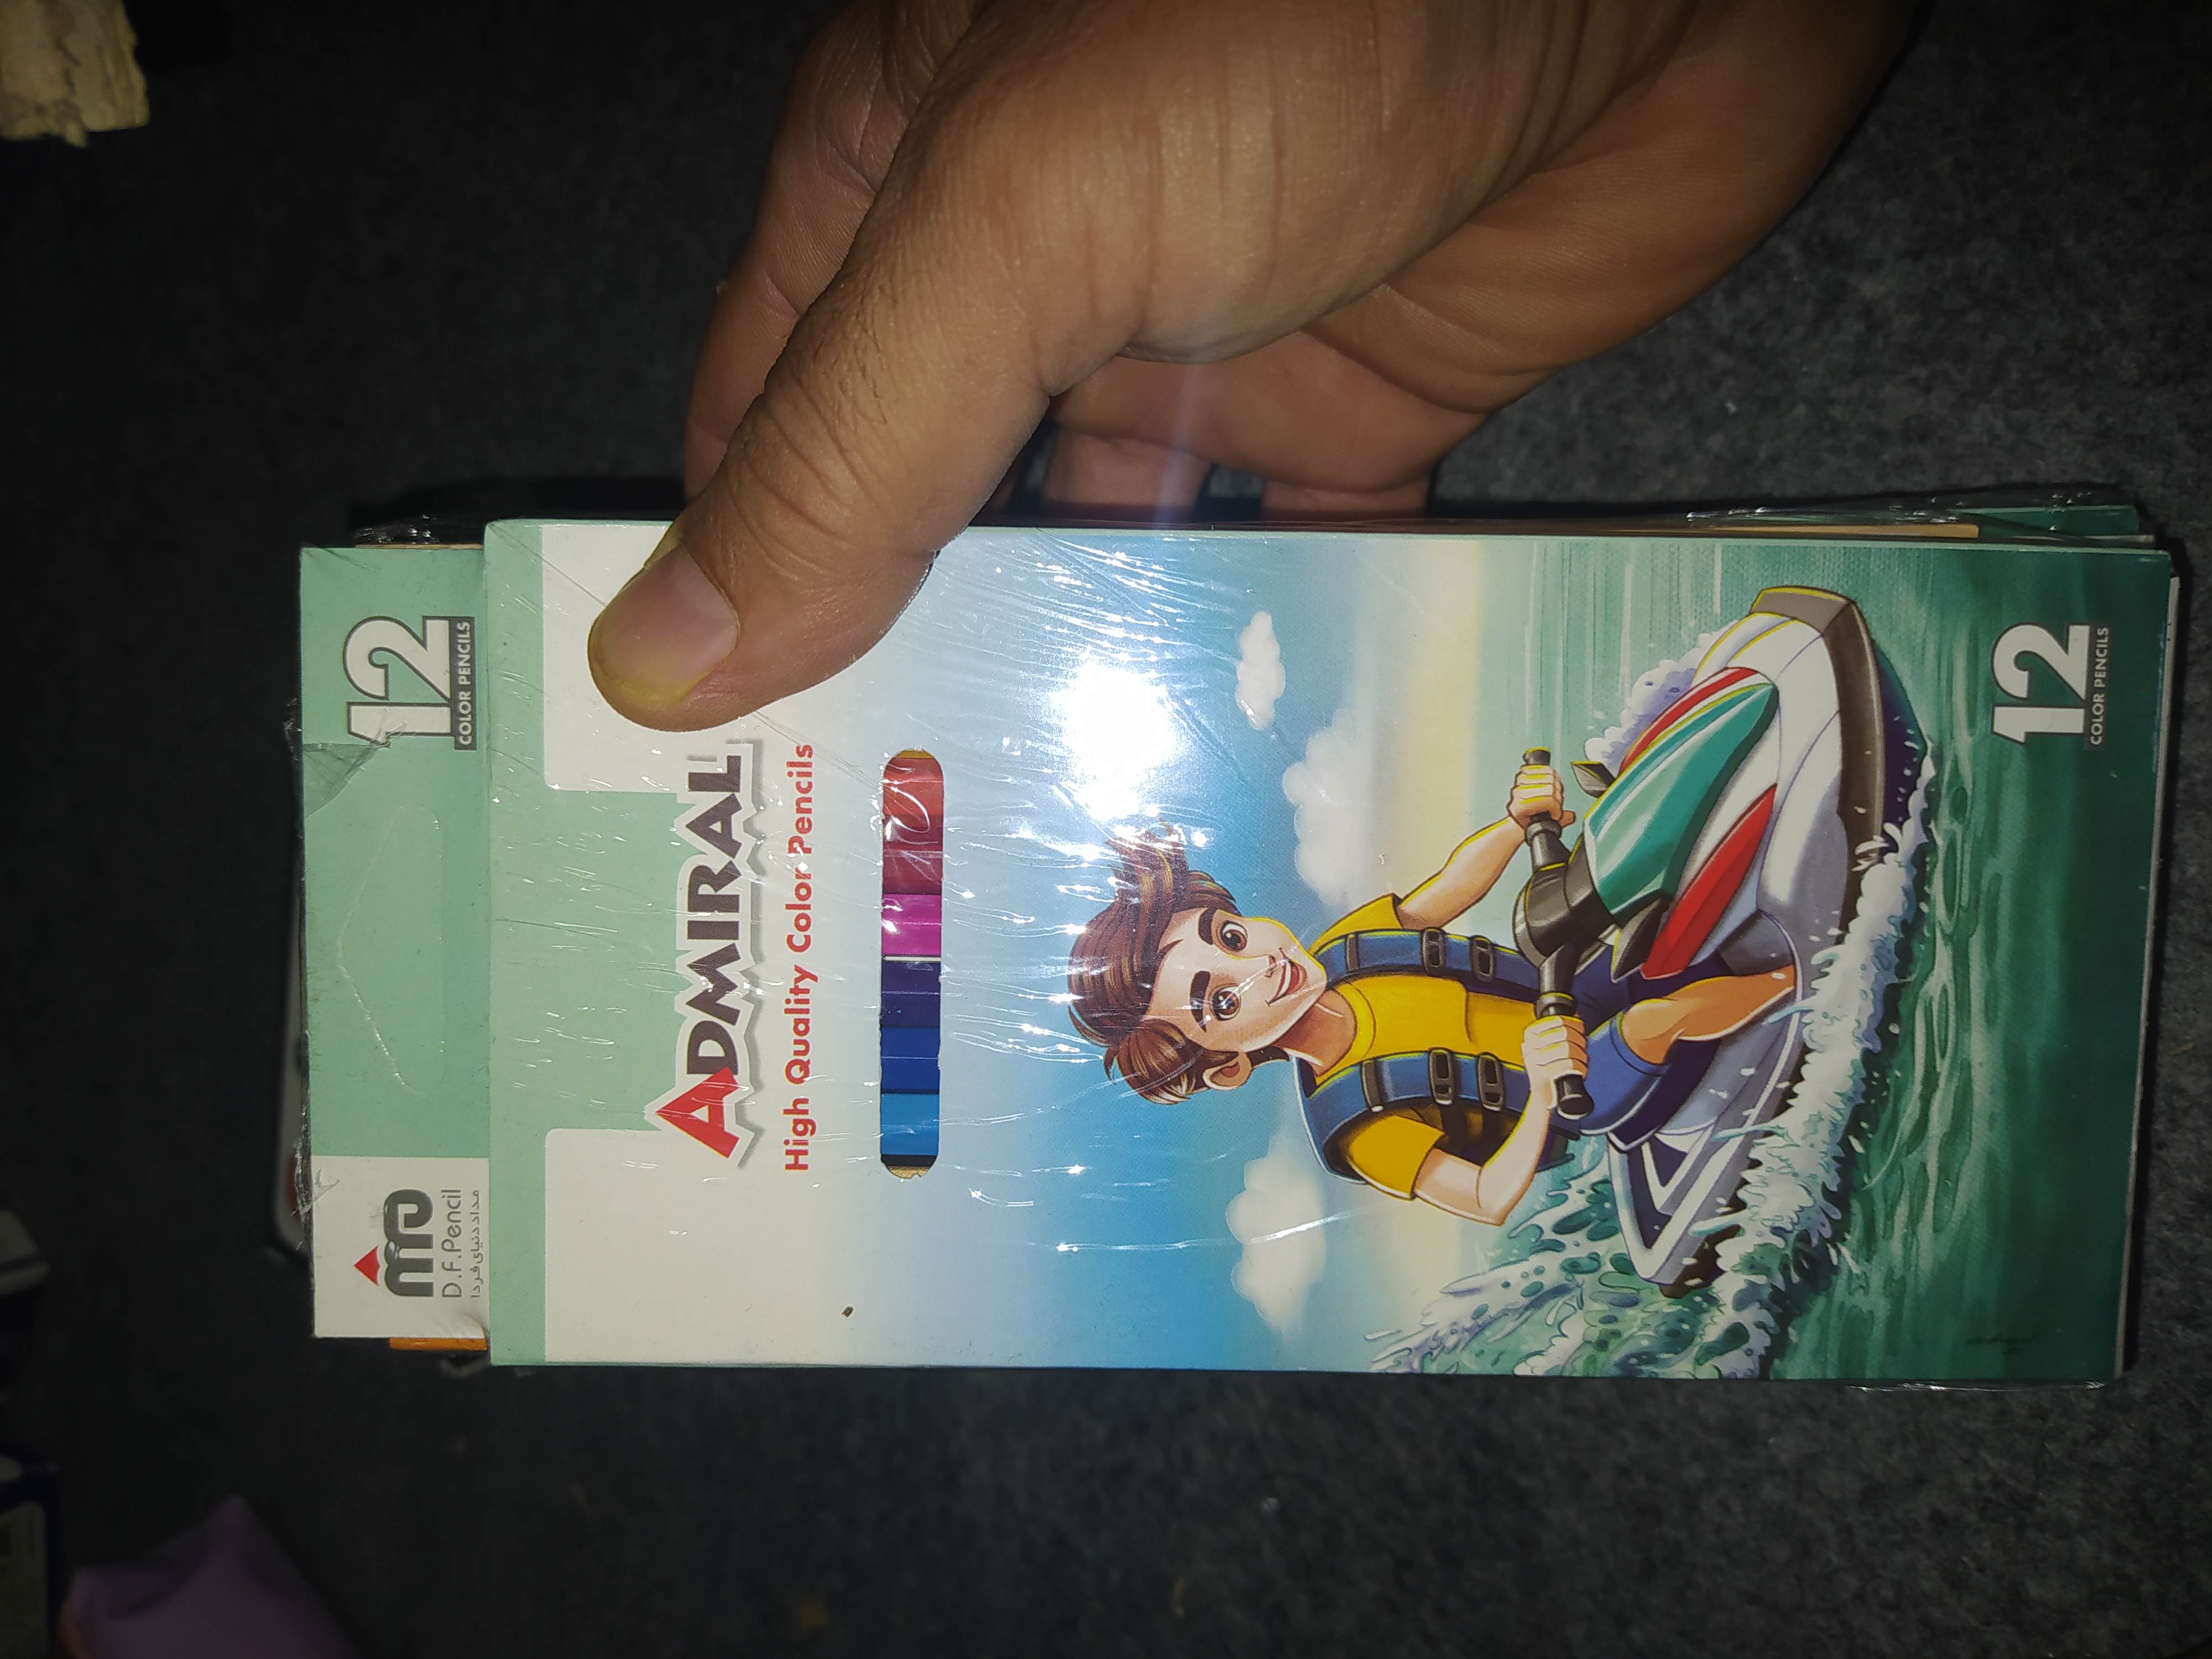 12
COLOR PENCILS
D.F.Pencil
مداد دنیای فردا
ADMIRAL
High Quality Color Pencils
12
COLOR PENCILS